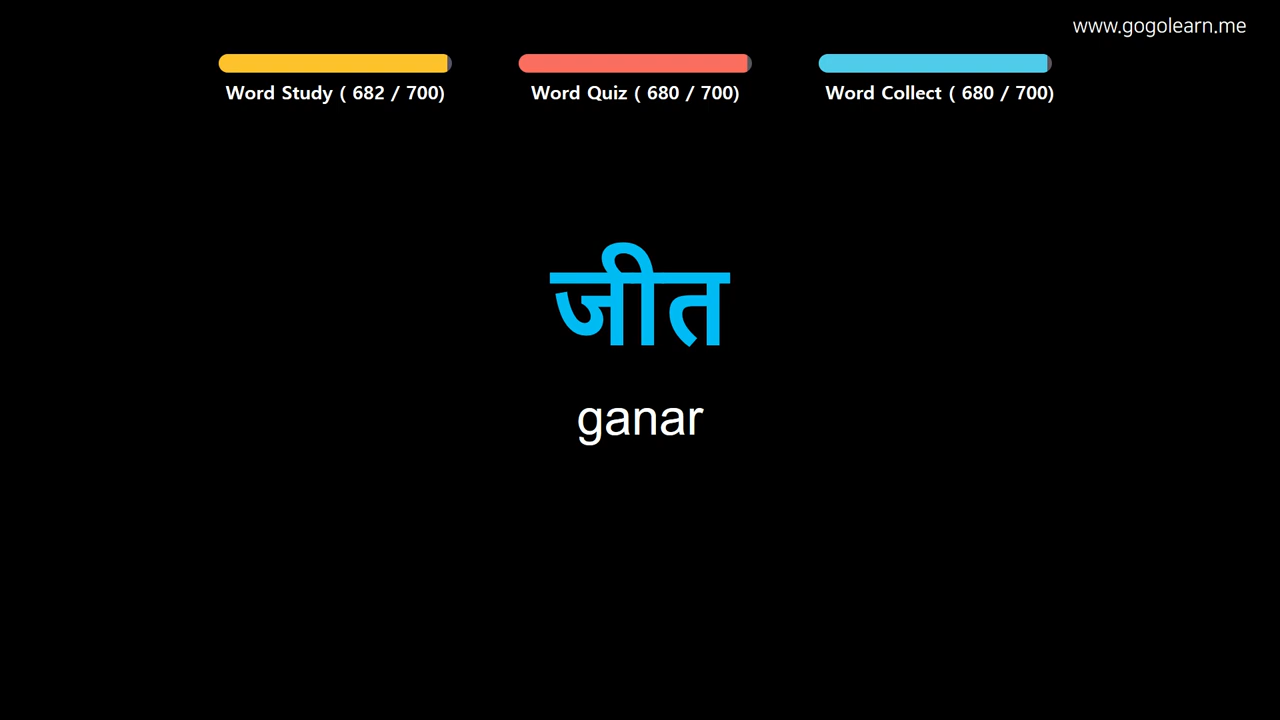 www.gogolearn.me
Word Study ( 682 / 700)
Word Quiz ( 680 / 700)
Word Collect ( 680 / 700)
जीत
ganar